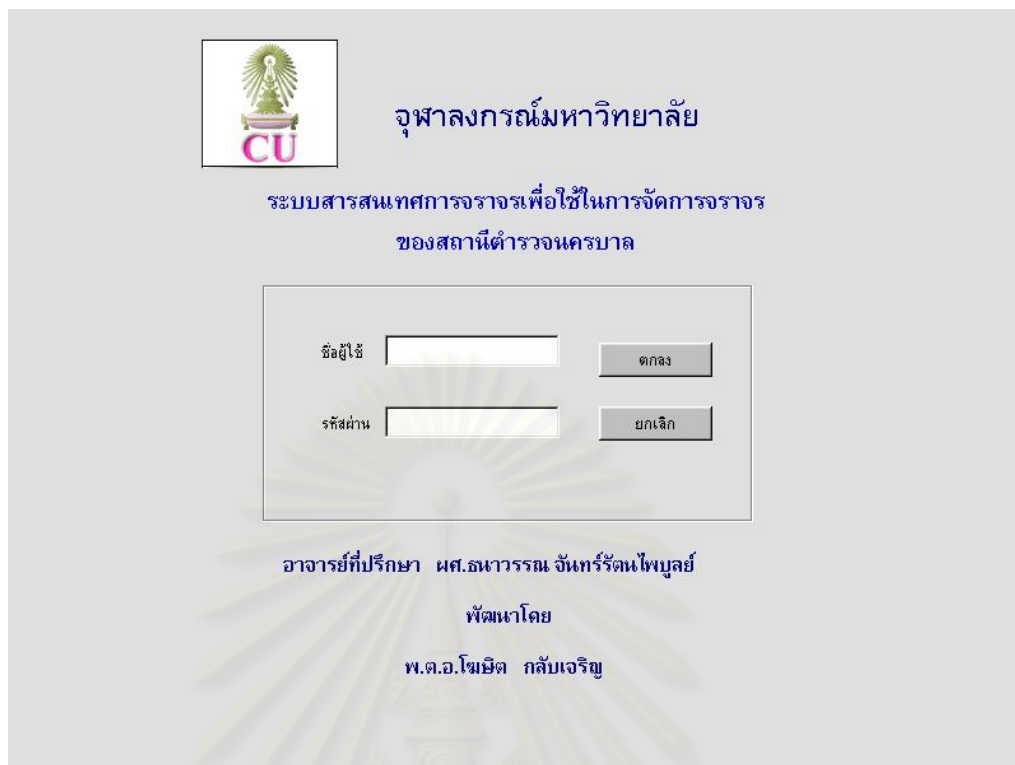 CU
จุฬาลงกรณ์มหาวิทยาลัย
ระบบสารสนเทศการจราจรเพื่อใช้ในการจัดการจราจร
ของสถานีตำรวจนครบาล
ชื่อผู้ใช้
ตกลง
รหัสผ่าน
ยกเลิก
อาจารย์ที่ปรึกษา ผศ.ธนาวรรณ จันทร์รัตนไพบูลย์
พัฒนาโดย
พ.ต.อ.โฆษิต กลับเจริญ